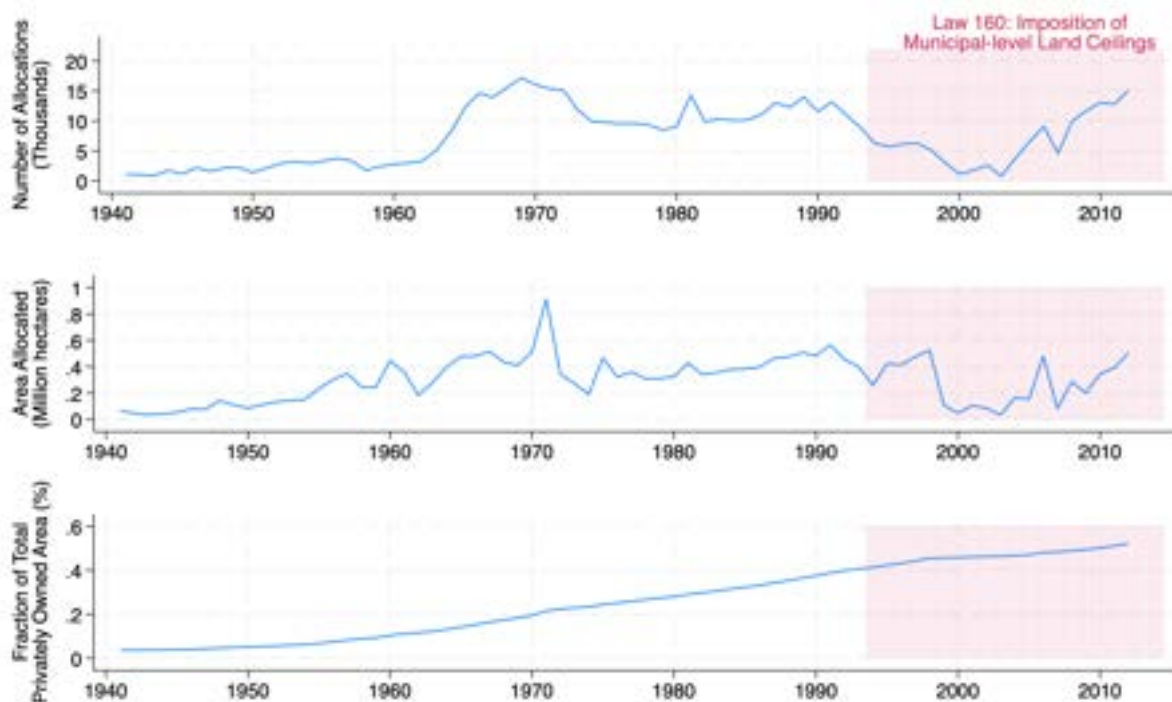 Law 160: Imposition of
Municipal-level Land Ceilings
Number of Allocations
(Thousands)
20
15
10
5
0
1940 1950 1960 1970 1980 1990 2000 2010
Area Allocated
(Million hectares)
1
.8
.6
.4
.2
0
1940 1950 1960 1970 1980 1990 2000 2010
Fraction of Total
Privately Owned Area (%)
.6
.4
.2
0
1940 1950 1960 1970 1980 1990 2000 2010